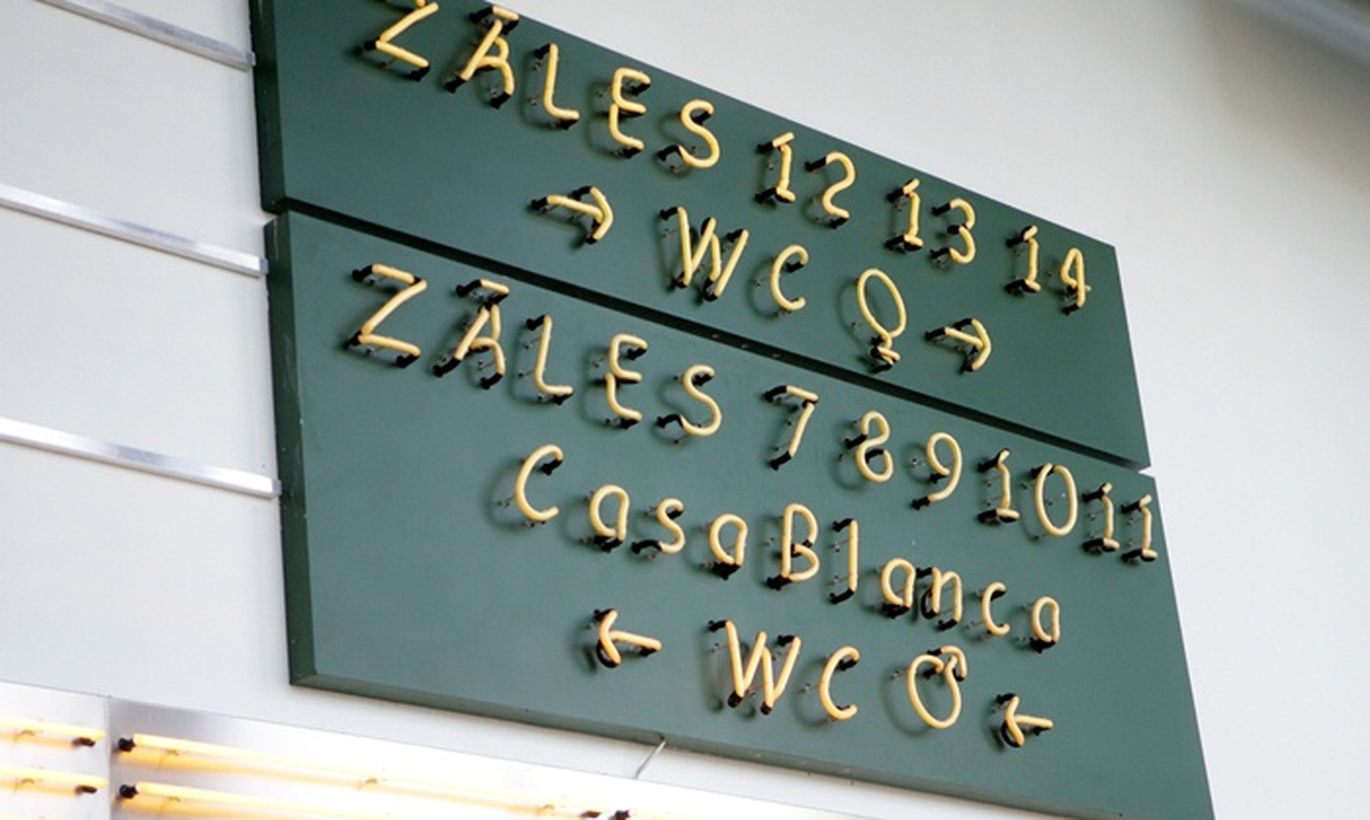 ZĀLES 12 13 14
→ WC ♀ →
ZĀLES 7 8 9 10 11
CasaBlanca
← WC ♂ ←